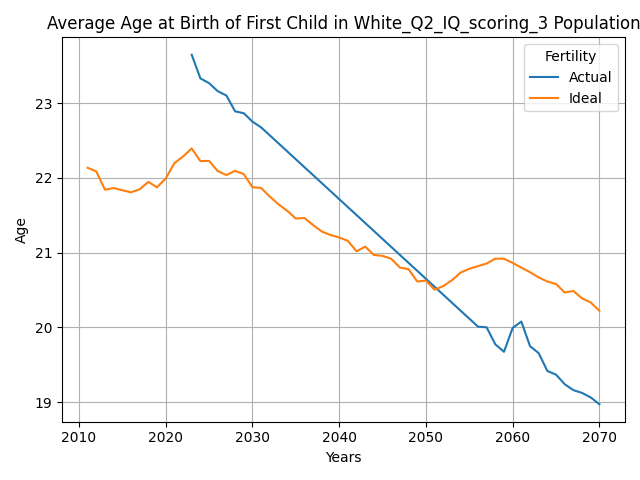 Average Age at Birth of First Child in White_Q2_IQ_scoring_3 Population
Fertility
Actual
Ideal
Age
23
22
21
20
19
2010 2020 2030 2040 2050 2060 2070
Years